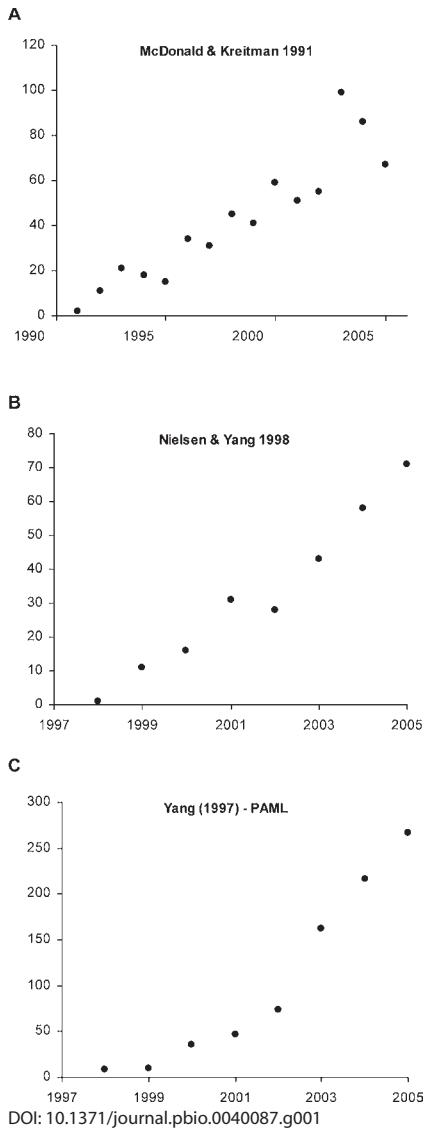 A
McDonald & Kreitman 1991
120
100
80
60
40
20
0
1990 1995 2000 2005
B
Nielsen & Yang 1998
80
70
60
50
40
30
20
10
0
1997 1999 2001 2003 2005
C
Yang (1997) - PAML
300
250
200
150
100
50
0
1997 1999 2001 2003 2005
DOI: 10.1371/journal.pbio.0040087.g001